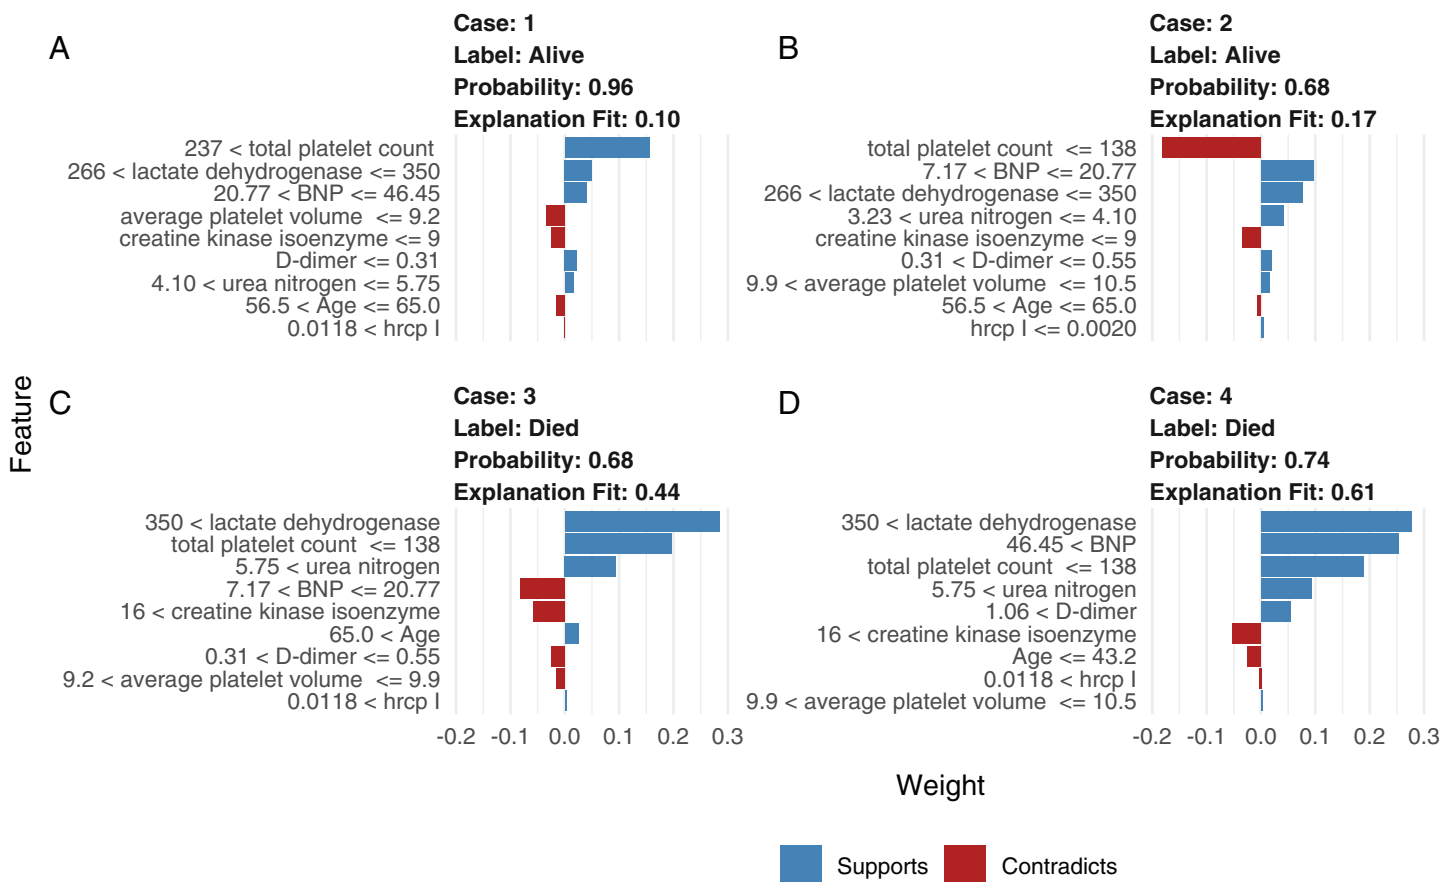 A
Case: 1
Label: Alive
Probability: 0.96
Explanation Fit: 0.10
237 < total platelet count
266 < lactate dehydrogenase <= 350
20.77 < BNP <= 46.45
average platelet volume <= 9.2
creatine kinase isoenzyme <= 9
D-dimer <= 0.31
4.10 < urea nitrogen <= 5.75
56.5 < Age <= 65.0
0.0118 < hrcp I
B
Case: 2
Label: Alive
Probability: 0.68
Explanation Fit: 0.17
total platelet count <= 138
7.17 < BNP <= 20.77
266 < lactate dehydrogenase <= 350
3.23 < urea nitrogen <= 4.10
creatine kinase isoenzyme <= 9
0.31 < D-dimer <= 0.55
9.9 < average platelet volume <= 10.5
56.5 < Age <= 65.0
hrcp I <= 0.0020
Feature
C
Case: 3
Label: Died
Probability: 0.68
Explanation Fit: 0.44
350 < lactate dehydrogenase
total platelet count <= 138
5.75 < urea nitrogen
7.17 < BNP <= 20.77
16 < creatine kinase isoenzyme
65.0 < Age
0.31 < D-dimer <= 0.55
9.2 < average platelet volume <= 9.9
0.0118 < hrcp I
-0.2 -0.1 0.0 0.1 0.2 0.3
D
Case: 4
Label: Died
Probability: 0.74
Explanation Fit: 0.61
350 < lactate dehydrogenase
46.45 < BNP
total platelet count <= 138
5.75 < urea nitrogen
1.06 < D-dimer
16 < creatine kinase isoenzyme
Age <= 43.2
0.0118 < hrcp I
9.9 < average platelet volume <= 10.5
-0.2 -0.1 0.0 0.1 0.2 0.3
Weight
Supports Contradicts